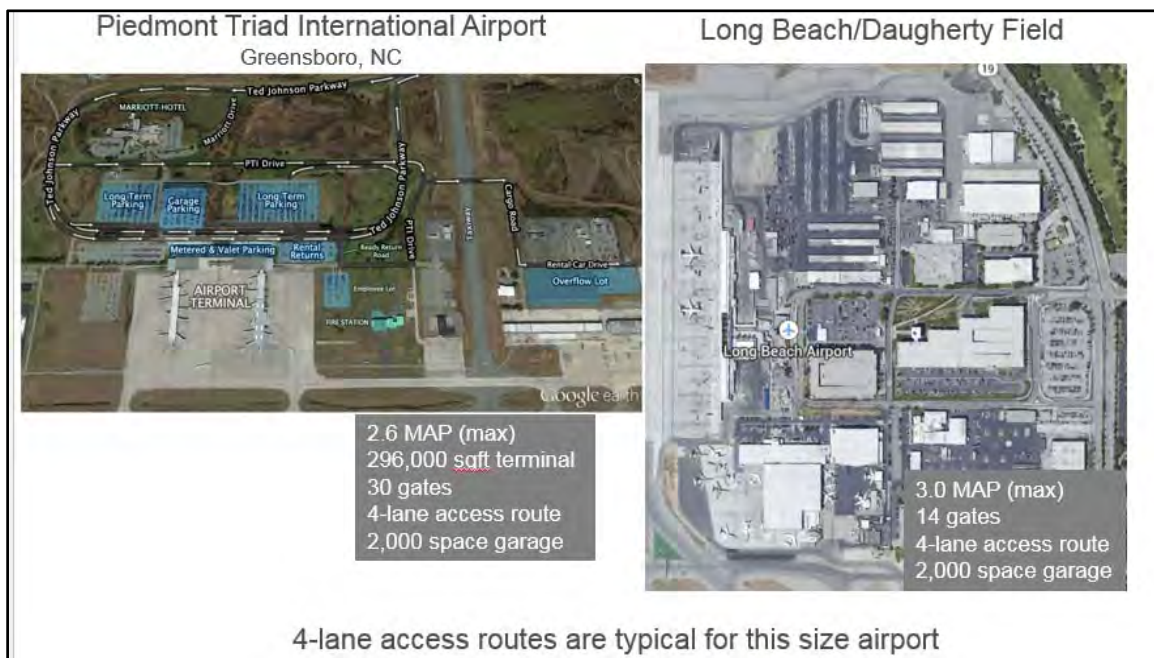 Piedmont Triad International Airport
Greensboro, NC
Long Beach/Daugherty Field
Ted Johnson Parkway
MARRIOTT HOTEL
Marriott Drive
Ted Johnson Parkway
PTI Drive
Ted Johnson Parkway
Long-Term
Parking
Garage
Parking
Long-Term
Parking
Ted Johnson Parkway
PTI Drive
Taxiway
Cargo Road
Metered & Valet Parking
Rental
Returns
Ready Return
Road
Rental Car Drive
Overflow Lot
AIRPORT
TERMINAL
Employee Lot
FIRE STATION
Google earth
19
Long Beach Airport
2.6 MAP (max)
296,000 sqft terminal
30 gates
4-lane access route
2,000 space garage
3.0 MAP (max)
14 gates
4-lane access route
2,000 space garage
4-lane access routes are typical for this size airport